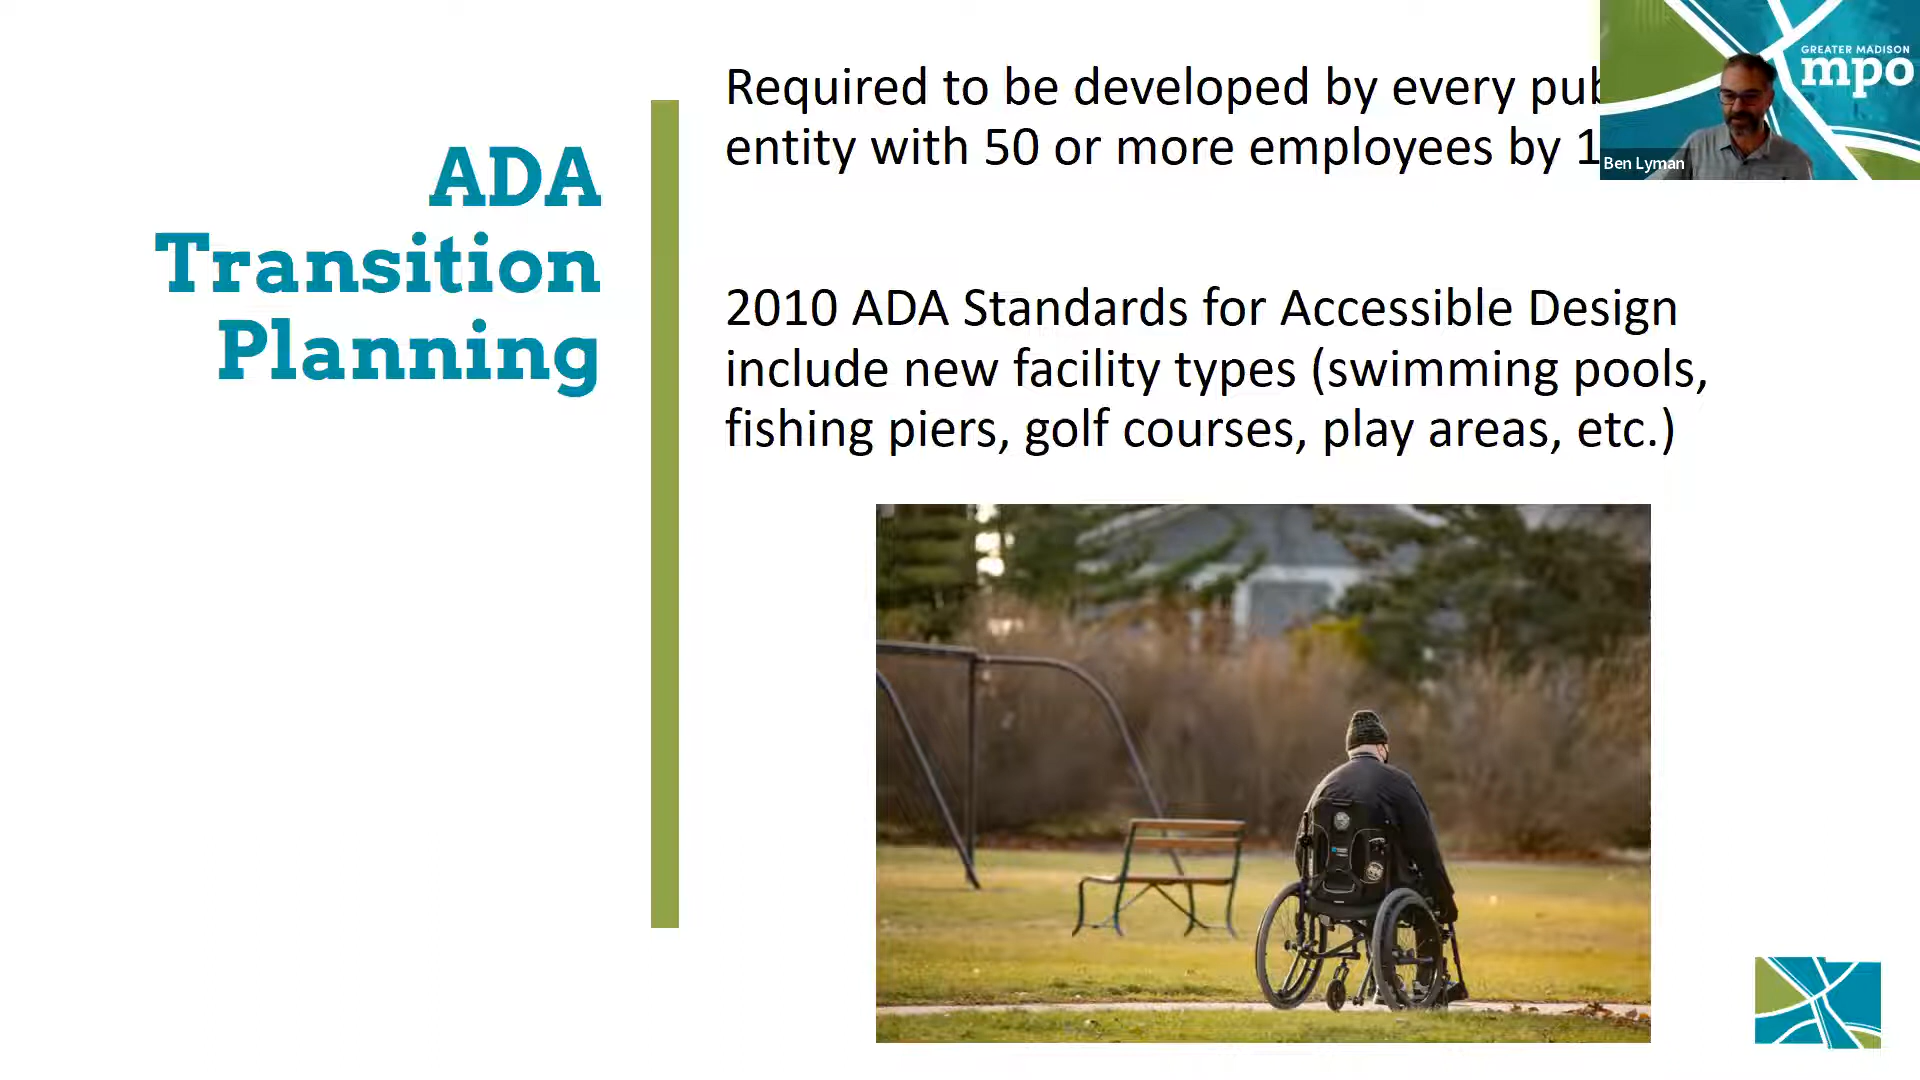 ADA
Transition
Planning
Required to be developed by every
entity with 50 or more employees by
2010 ADA Standards for Accessible Design
include new facility types (swimming pools,
fishing piers, golf courses, play areas, etc.)
GREATER MADISON
mpo
Ben Lyman